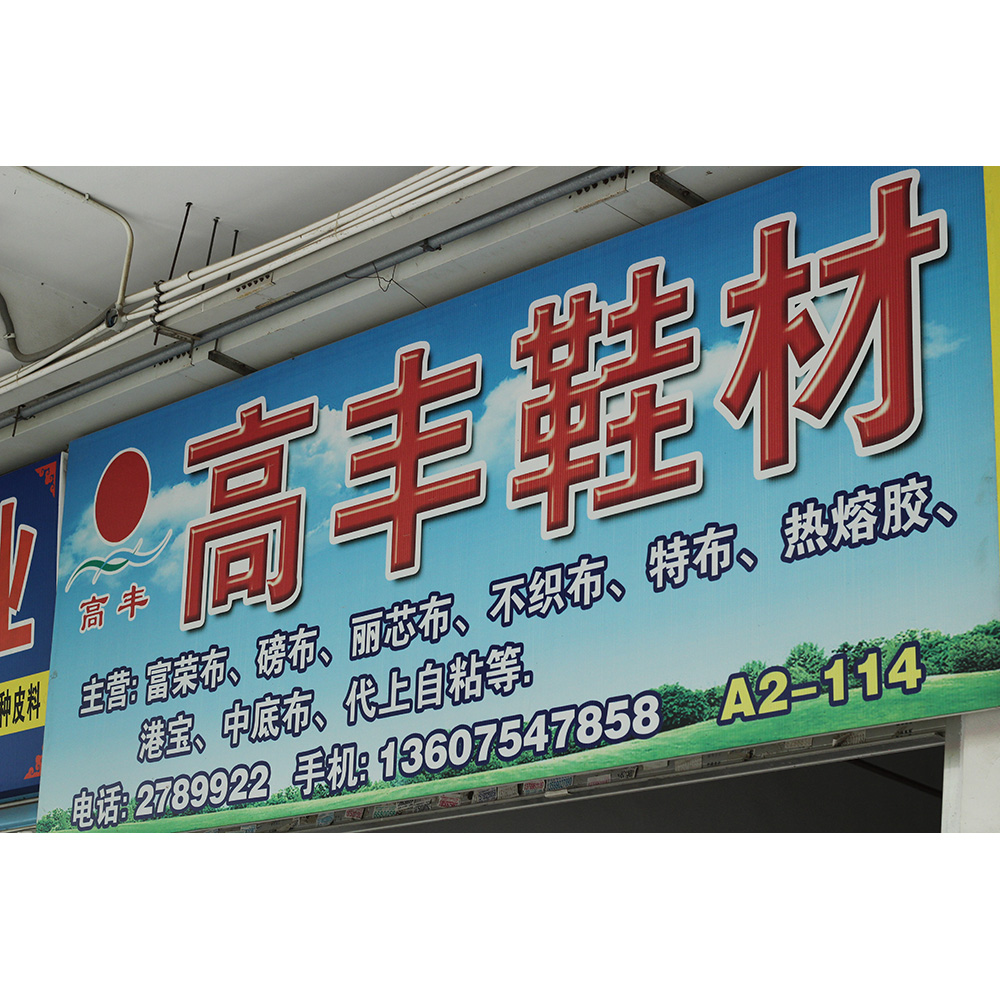 高丰鞋材
高丰
主营:富荣布、磅布、丽芯布、不织布、特布、热熔胶、
港宝、中底布、代上自粘等.
电话:2789922 手机:13607547858 A2-114
业
种皮料